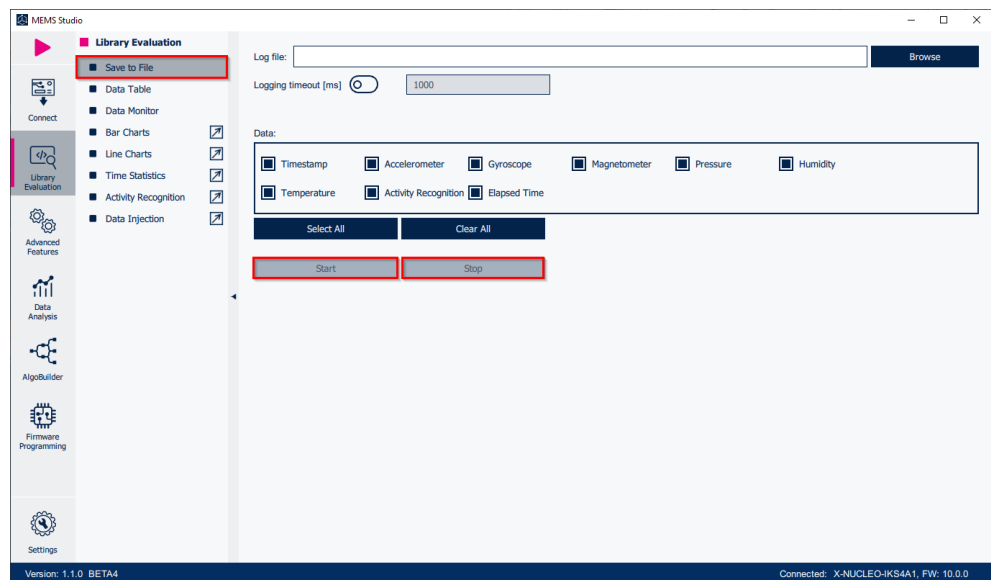 MEMS Studio
Connect
Library
Evaluation
Advanced
Features
Data
Analysis
AlgoBuilder
Firmware
Programming
Settings
Library Evaluation
Save to File
Data Table
Data Monitor
Bar Charts
Line Charts
Time Statistics
Activity Recognition
Data Injection
Log file:
Browse
Logging timeout [ms]
1000
Data:
Timestamp Accelerometer Gyroscope Magnetometer Pressure Humidity
Temperature Activity Recognition Elapsed Time
Select All Clear All
Start Stop
Version: 1.1.0 BETA4 Connected: X-NUCLEO-IKS4A1, FW: 10.0.0